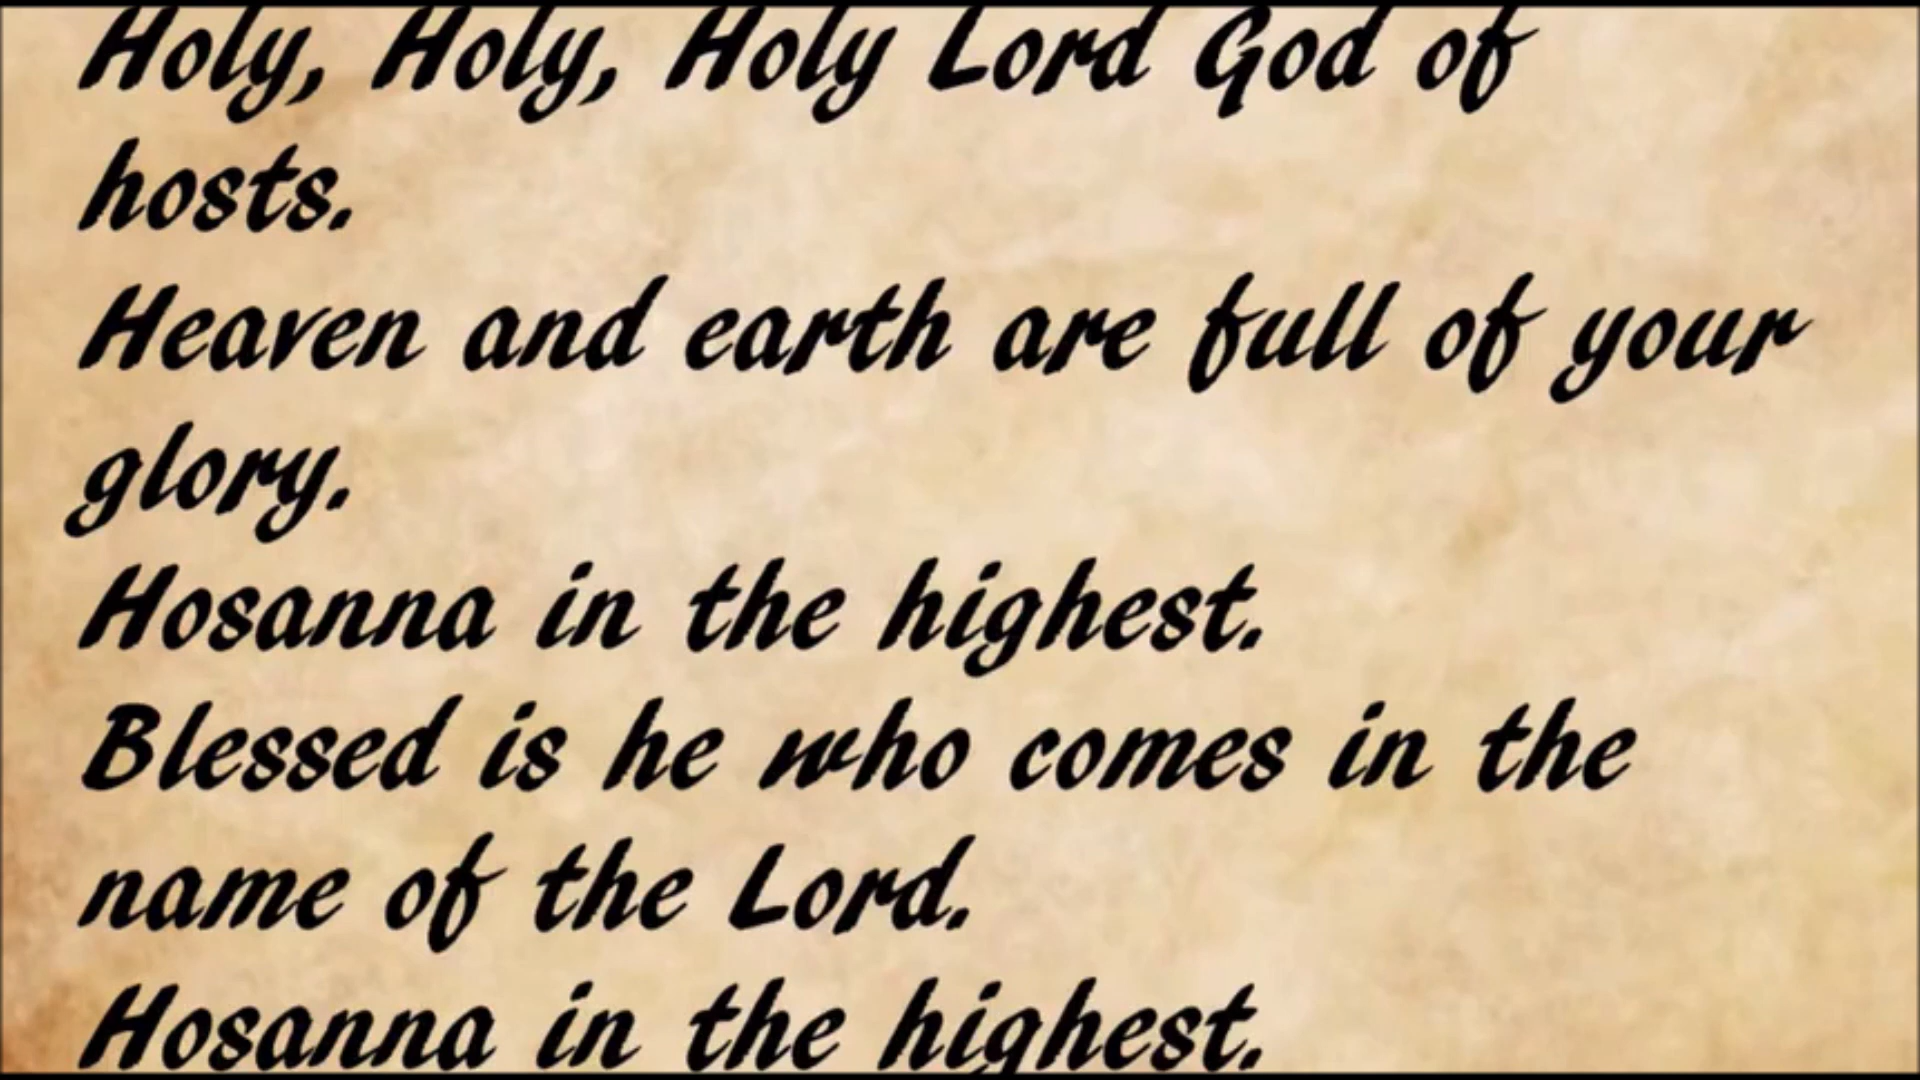 Holy, Holy, Holy Lord God of
hosts.
Heaven and earth are full of your
glory.
Hosanna in the highest.
Blessed is he who comes in the
name of the Lord.
Hosanna in the highest.